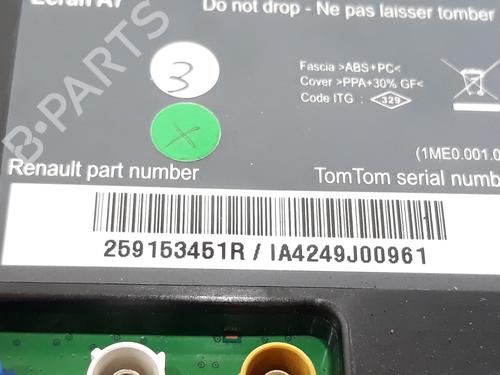 Ecran A7
Do not drop - Ne pas laisser tomber
3
Fascia >ABS+PC<
Cover >PPA+30% GF<
Code ITG 329
B-PARTS
(1ME0.001.0
Renault part number
TomTom serial numb
259153451R / IA4249J00961